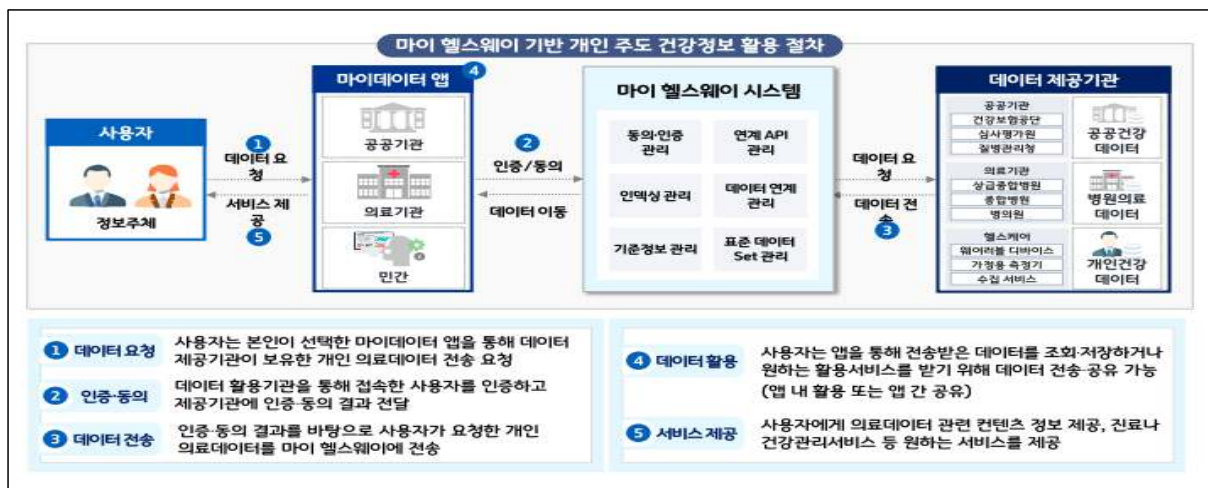 마이 헬스웨이 기반 개인 주도 건강정보 활용 절차
사용자
정보주체
1
데이터 요
청
서비스 제
공
5
마이데이터 앱
4
공공기관
의료기관
민간
2
인증/동의
데이터 이동
마이 헬스웨이 시스템
동의·인증
관리
연계 API
관리
인덱싱 관리
데이터 연계
관리
기준정보 관리
표준 데이터
Set 관리
데이터 요
청
데이터 전
송
3
데이터 제공기관
공공기관
건강보험공단
심사평가원
질병관리청
공공건강
데이터
의료기관
상급종합병원
종합병원
병의원
병원의료
데이터
헬스케어
웨어러블 디바이스
가정용 측정기
수집 서비스
개인건강
데이터
1 데이터 요청
사용자는 본인이 선택한 마이데이터 앱을 통해 데이터
제공기관이 보유한 개인 의료데이터 전송 요청
2 인증·동의
데이터 활용기관을 통해 접속한 사용자를 인증하고
제공기관에 인증·동의 결과 전달
3 데이터 전송
인증·동의 결과를 바탕으로 사용자가 요청한 개인
의료데이터를 마이 헬스웨이에 전송
4 데이터 활용
사용자는 앱을 통해 전송받은 데이터를 조회·저장하거나
원하는 활용서비스를 받기 위해 데이터 전송·공유 가능
(앱 내 활용 또는 앱 간 공유)
5 서비스 제공
사용자에게 의료데이터 관련 컨텐츠 정보 제공, 진료나
건강관리서비스 등 원하는 서비스를 제공